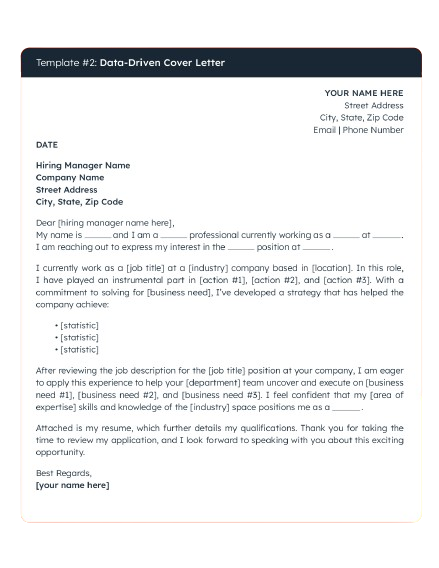 Template #2: Data-Driven Cover Letter
YOUR NAME HERE
Street Address
City, State, Zip Code
Email | Phone Number
DATE
Hiring Manager Name
Company Name
Street Address
City, State, Zip Code
Dear [hiring manager name here],
My name is ______ and I am a ______ professional currently working as a ______ at ______.
I am reaching out to express my interest in the ______ position at ______.
I currently work as a [job title] at a [industry] company based in [location]. In this role,
I have played an instrumental part in [action #1], [action #2], and [action #3]. With a
commitment to solving for [business need], I've developed a strategy that has helped the
company achieve:
• [statistic]
• [statistic]
• [statistic]
After reviewing the job description for the [job title] position at your company, I am eager
to apply this experience to help your [department] team uncover and execute on [business
need #1], [business need #2], and [business need #3]. I feel confident that my [area of
expertise] skills and knowledge of the [industry] space positions me as a ______.
Attached is my resume, which further details my qualifications. Thank you for taking the
time to review my application, and I look forward to speaking with you about this exciting
opportunity.
Best Regards,
[your name here]